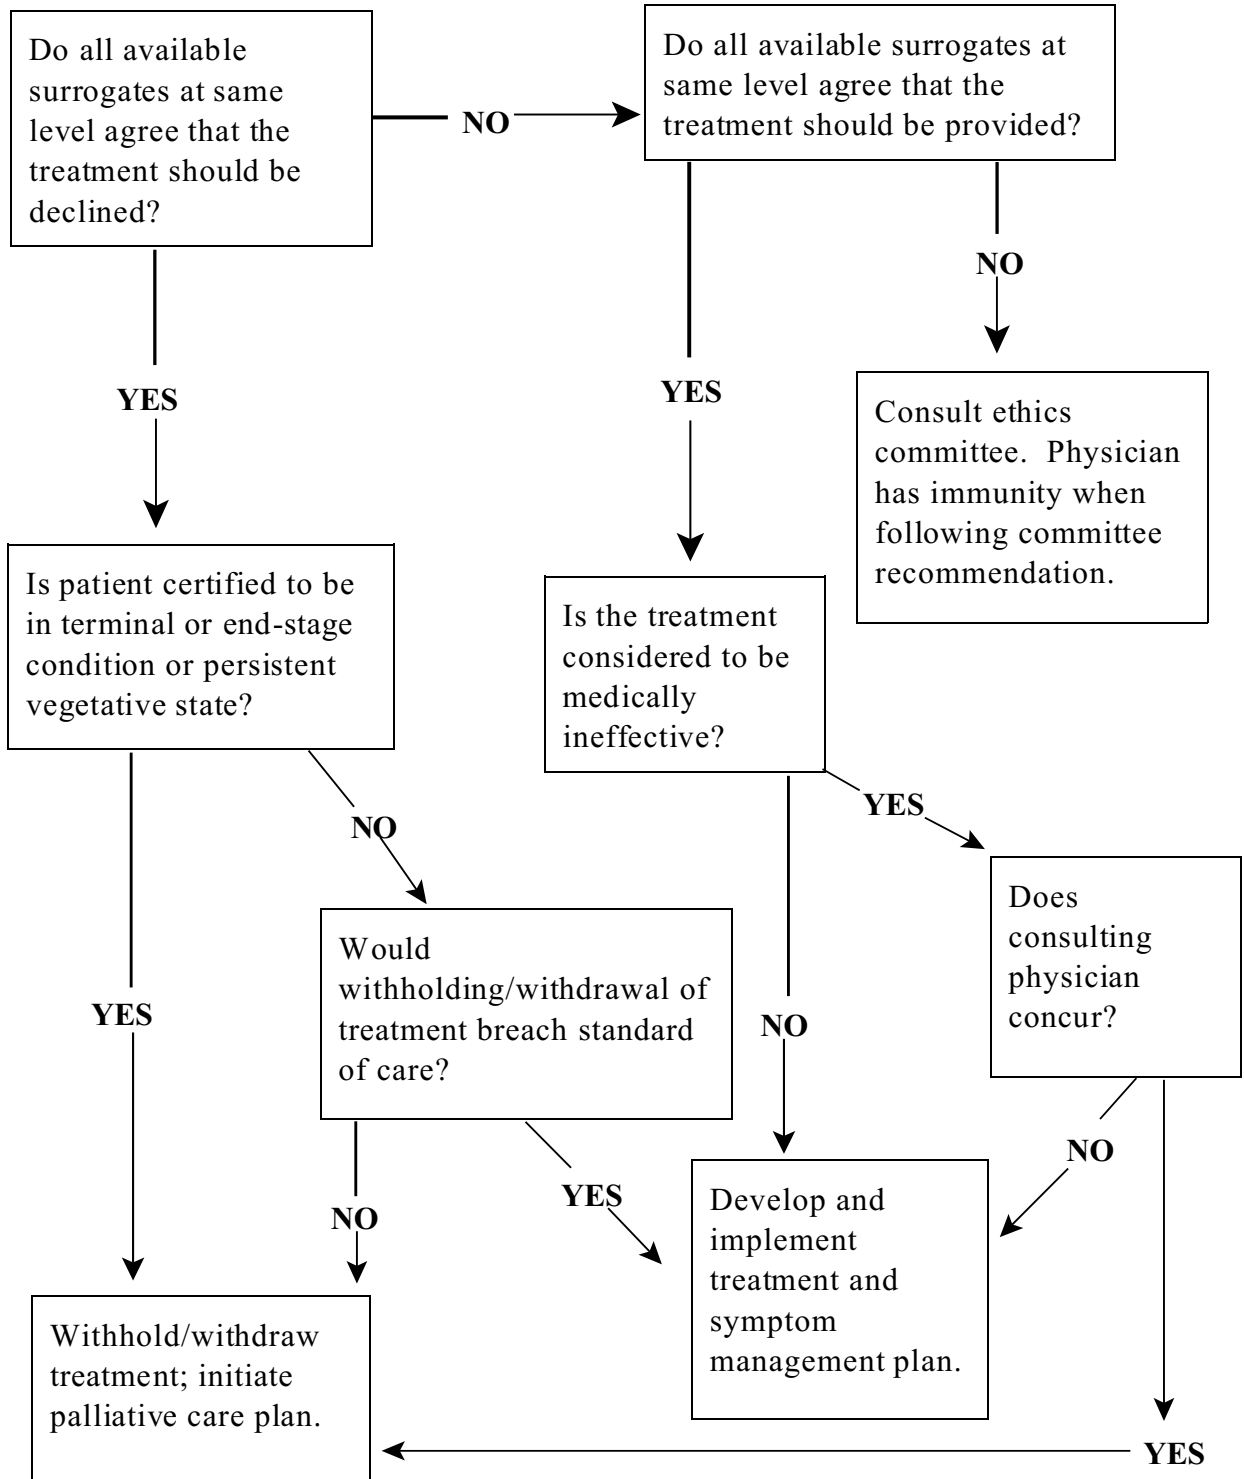 Do all available
surrogates at same
level agree that the
treatment should be
declined?
NO
Do all available surrogates at
same level agree that the
treatment should be provided?
YES
YES
NO
Consult ethics
committee. Physician
has immunity when
following committee
recommendation.
Is patient certified to be
in terminal or end-stage
condition or persistent
vegetative state?
Is the treatment
considered to be
medically
ineffective?
YES
NO
NO
YES
Would
withholding/withdrawal of
treatment breach standard
of care?
Does
consulting
physician
concur?
NO
YES
NO
YES
Develop and
implement
treatment and
symptom
management plan.
Withhold/withdraw
treatment; initiate
palliative care plan.